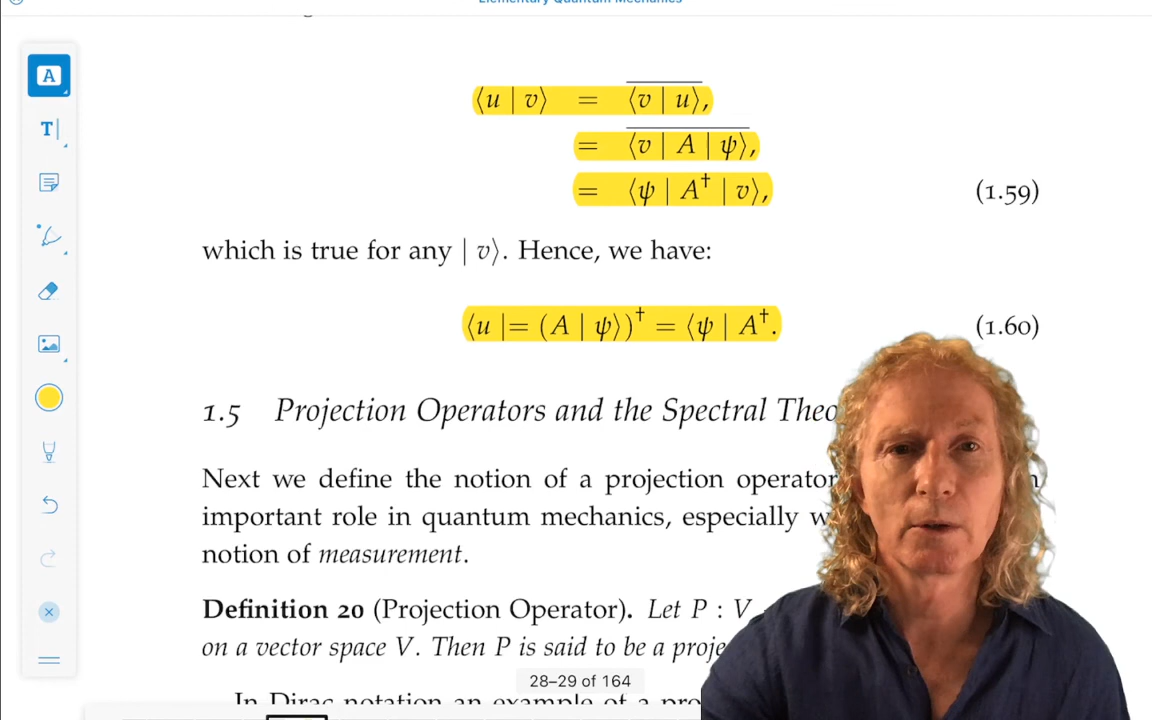 Elementary Quantum Mechanics
A
T
⟨u | v⟩ = \overline{⟨v | u⟩},
= \overline{⟨v | A | ψ⟩},
= ⟨ψ | A† | v⟩, (1.59)
which is true for any | v⟩. Hence, we have:
⟨u |= (A | ψ⟩)† = ⟨ψ | A†. (1.60)
1.5 Projection Operators and the Spectral
Next we define the notion of a projection operator
important role in quantum mechanics, especially
notion of measurement.
Definition 20 (Projection Operator). Let P : V
on a vector space V. Then P is said to be a
28–29 of 164
In Dirac notation an example of a